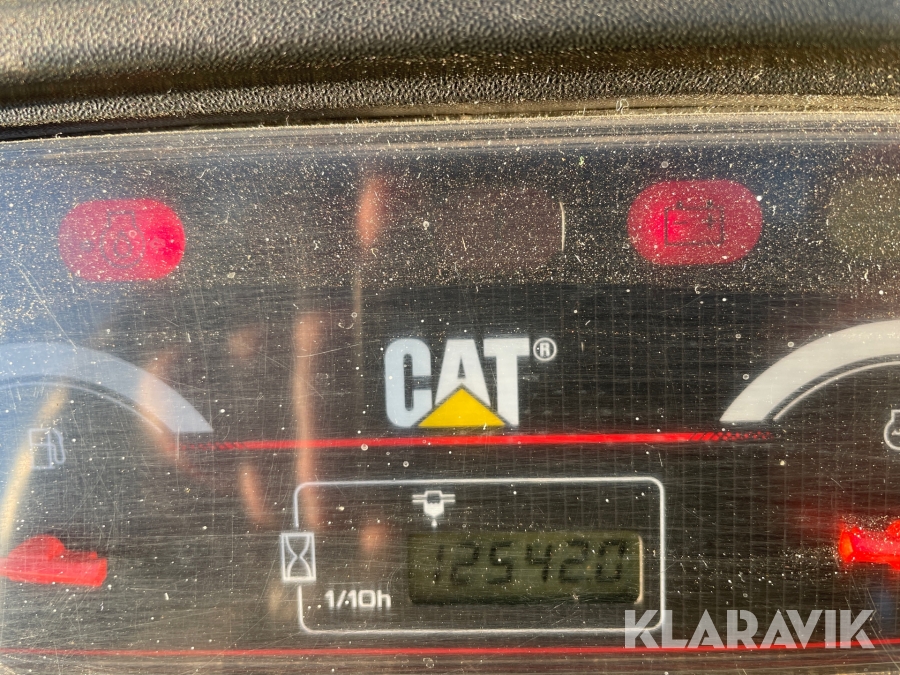 CAT®
125420
1/10h
KLARAVIK